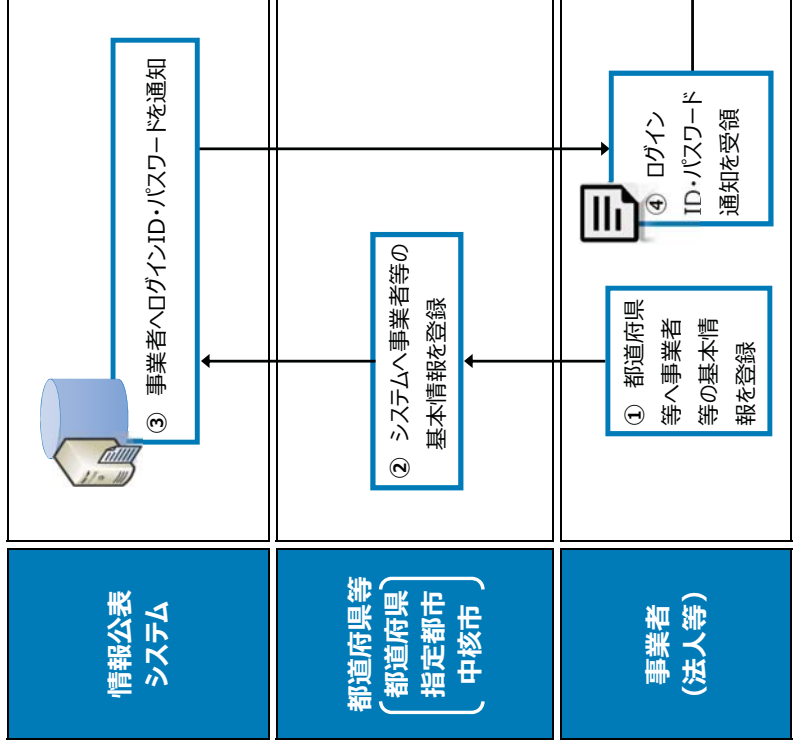 情報公表
システム
③ 事業者へログインID・パスワードを通知
都道府県等
都道府県
指定都市
中核市
② システムへ事業者等の
基本情報を登録
事業者
（法人等）
① 都道府県
等へ事業者
等の基本情
報を登録
④ ログイン
ID・パスワード
通知を受領